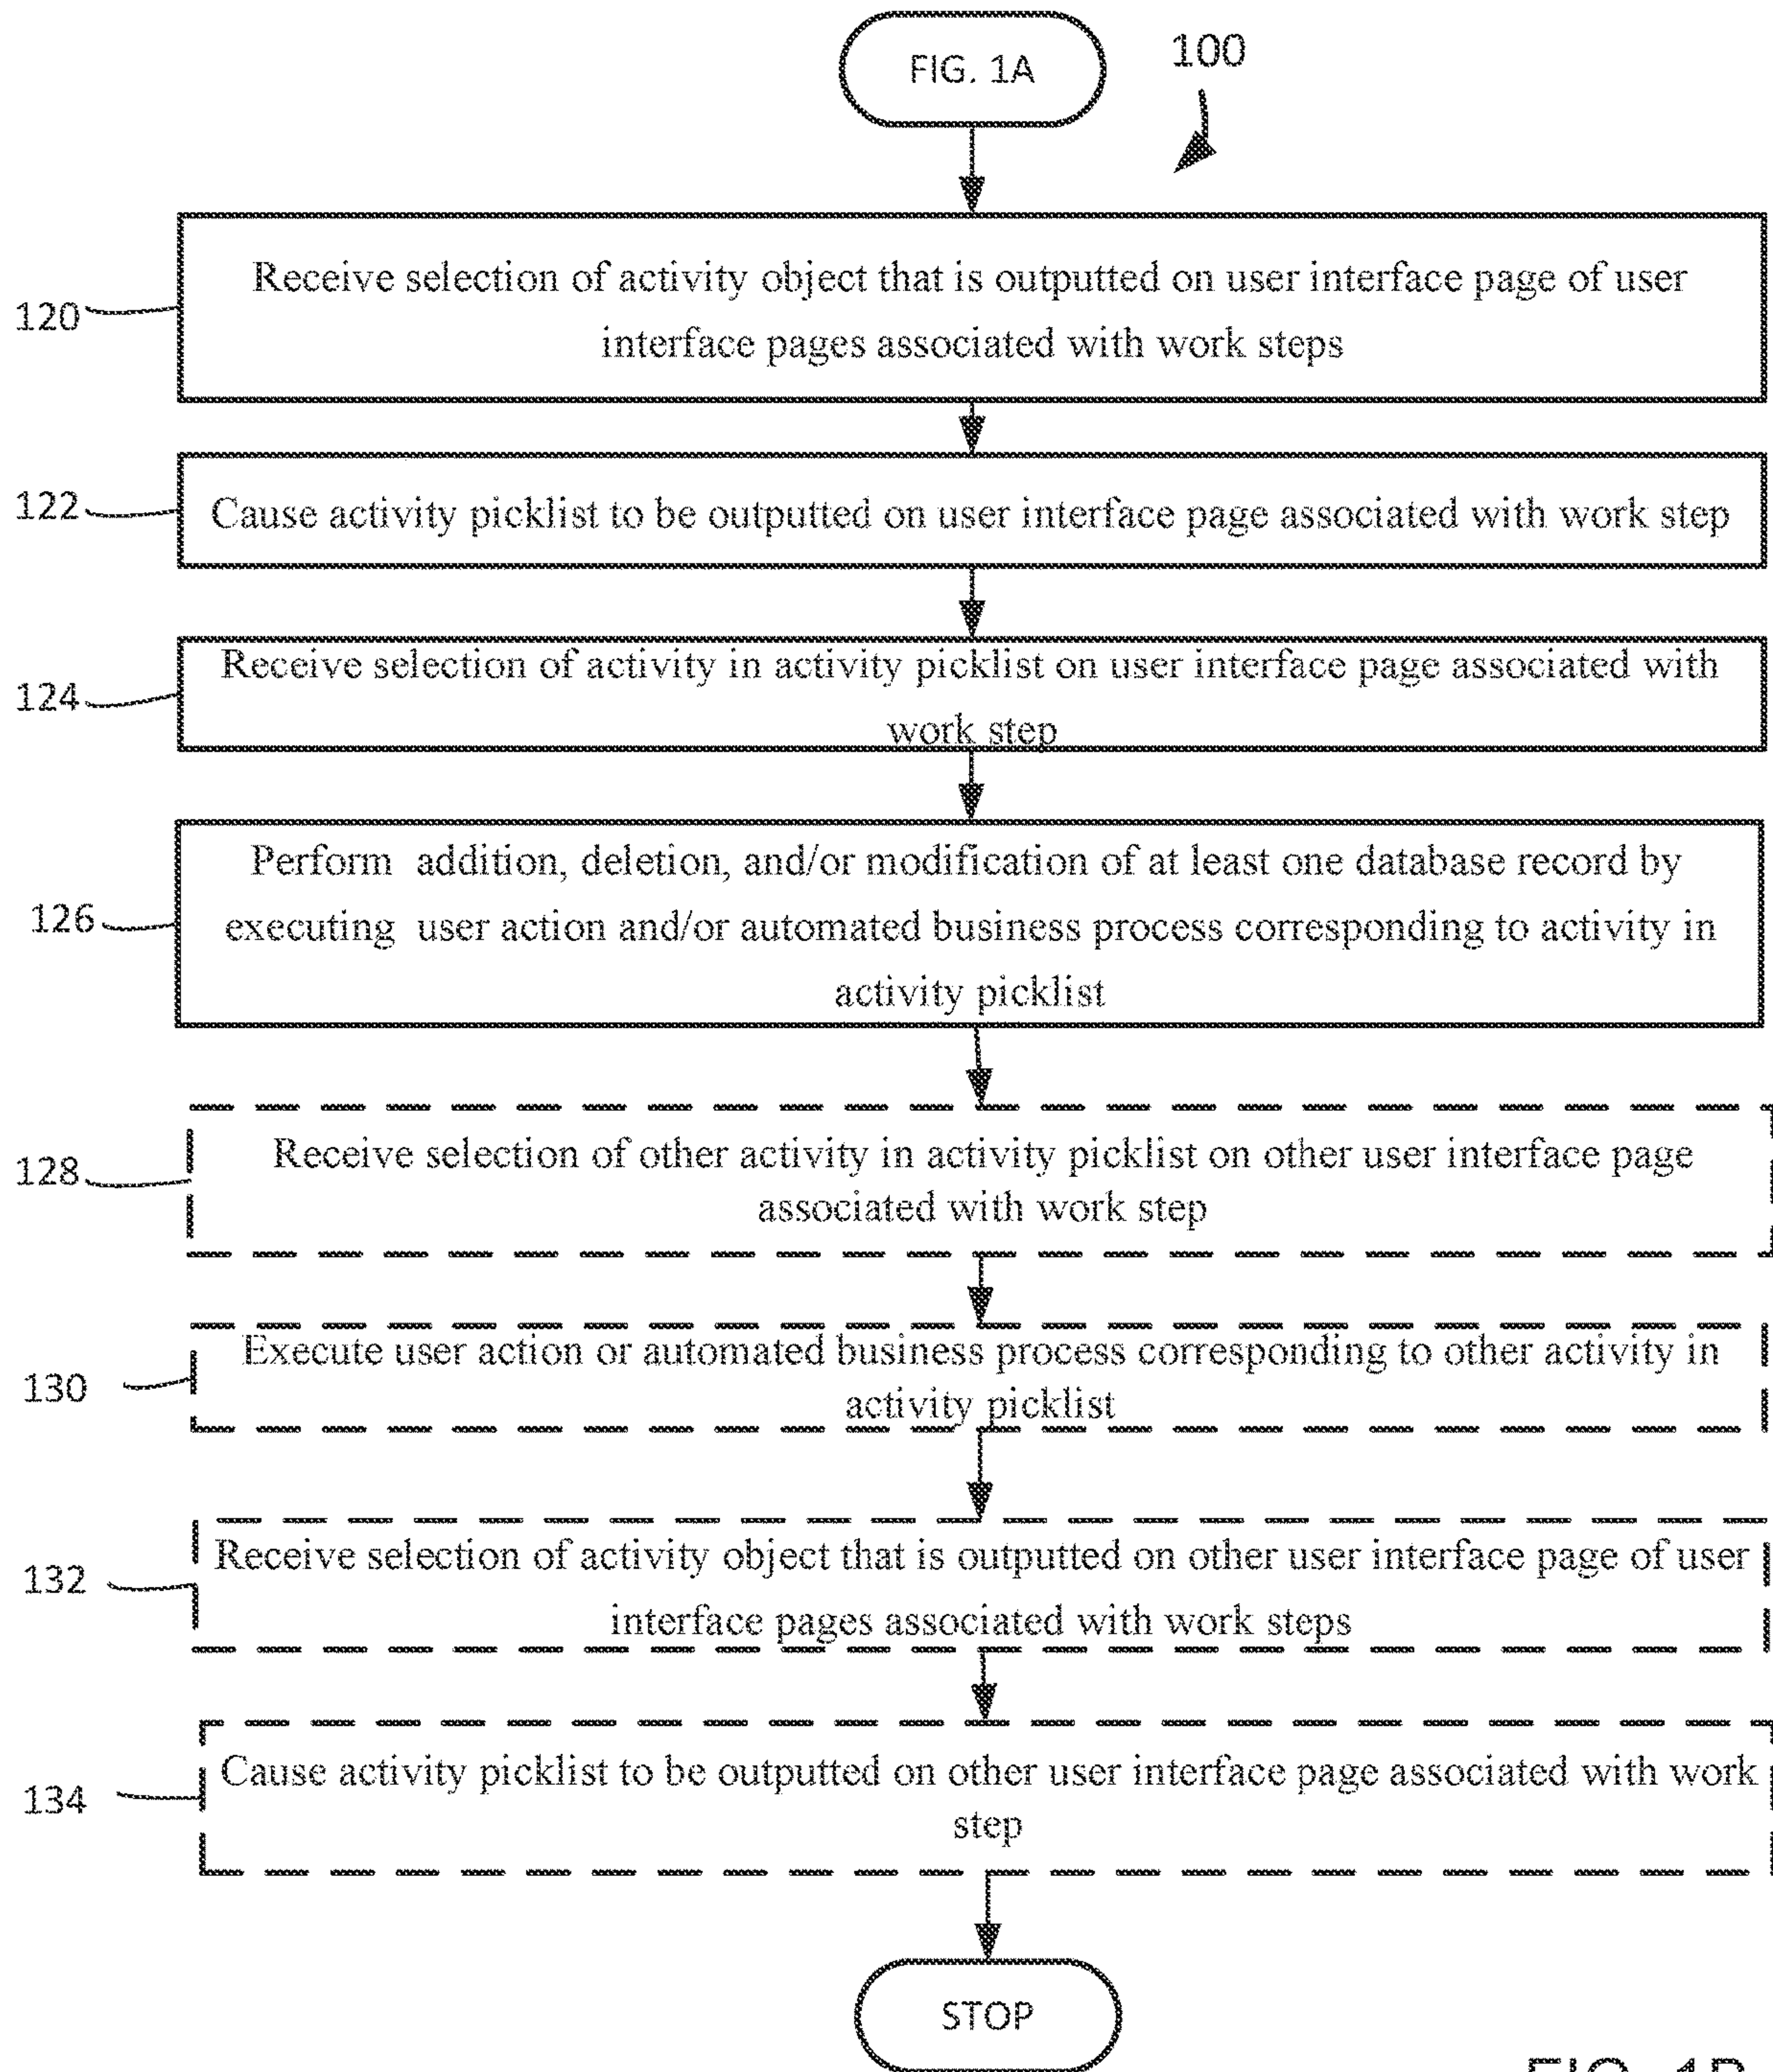 FIG. 1A
100
Receive selection of activity object that is outputted on user interface page of user
interface pages associated with work steps
120
Cause activity picklist to be outputted on user interface page associated with work step
122
Receive selection of activity in activity picklist on user interface page associated with
work step
124
Perform addition, deletion, and/or modification of at least one database record by
executing user action and/or automated business process corresponding to activity in
activity picklist
126
Receive selection of other activity in activity picklist on other user interface page
associated with work step
128
Execute user action or automated business process corresponding to other activity in
activity picklist
130
Receive selection of activity object that is outputted on other user interface page of user
interface pages associated with work steps
132
Cause activity picklist to be outputted on other user interface page associated with work
step
134
STOP
FIG. 1B